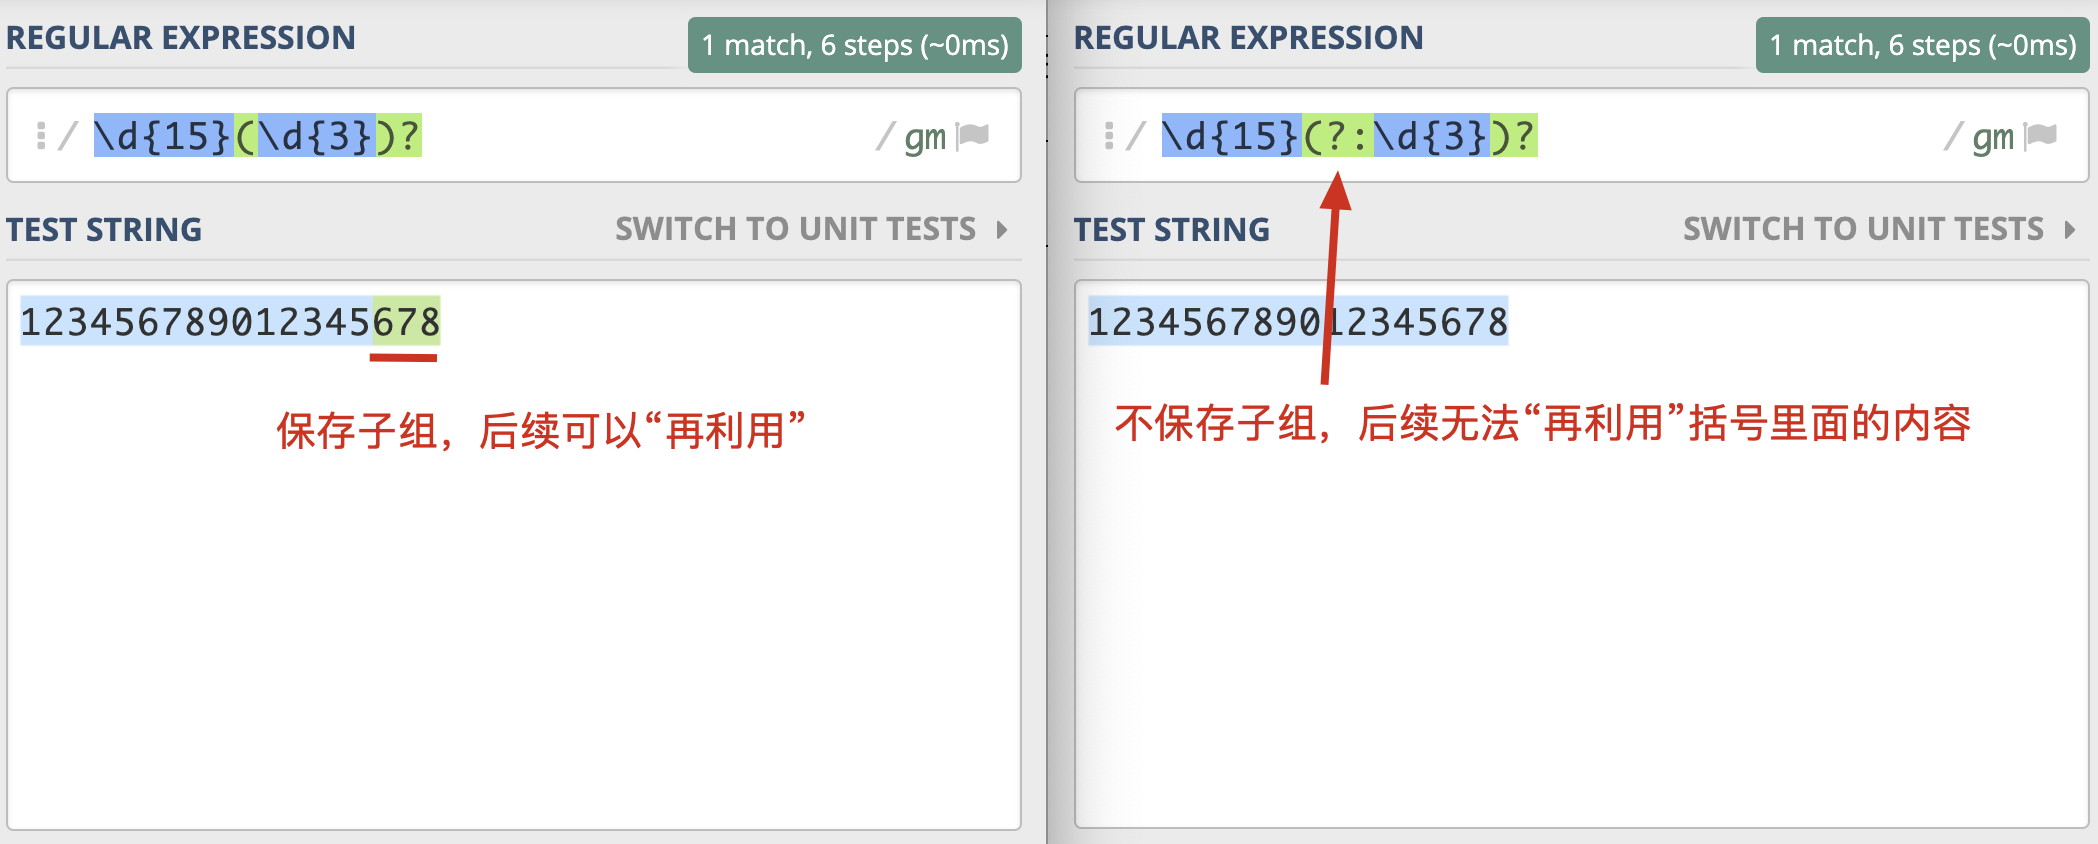 REGULAR EXPRESSION
1 match, 6 steps (~0ms)
/ \d{15}(\d{3})? / gm
TEST STRING
SWITCH TO UNIT TESTS
123456789012345678
保存子组，后续可以“再利用”
REGULAR EXPRESSION
1 match, 6 steps (~0ms)
/ \d{15}(?:\d{3})? / gm
TEST STRING
SWITCH TO UNIT TESTS
123456789012345678
不保存子组，后续无法“再利用”括号里面的内容